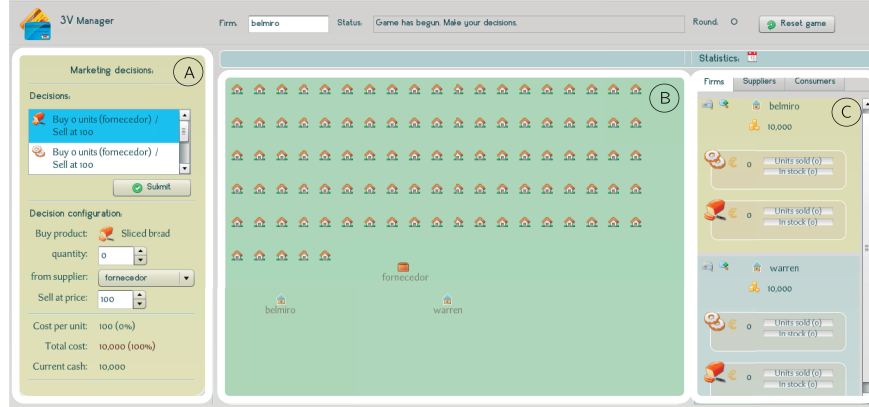 3V Manager
Firm: belmiro Status: Game has begun. Make your decisions. Round: 0 Reset game
Statistics:
Marketing decisions:
A
Decisions:
Buy 0 units (fornecedor) /
Sell at 100
Buy 0 units (fornecedor) /
Sell at 100
Submit
Decision configuration:
Buy product: Sliced bread
quantity: 0
from supplier: fornecedor
Sell at price: 100
Cost per unit: 100 (0%)
Total cost: 10,000 (100%)
Current cash: 10,000
B
fornecedor
belmiro
warren
Firms Suppliers Consumers
C
belmiro
10,000
0 Units sold (0)
In stock (0)
0 Units sold (0)
In stock (0)
warren
10,000
0 Units sold (0)
In stock (0)
0 Units sold (0)
In stock (0)